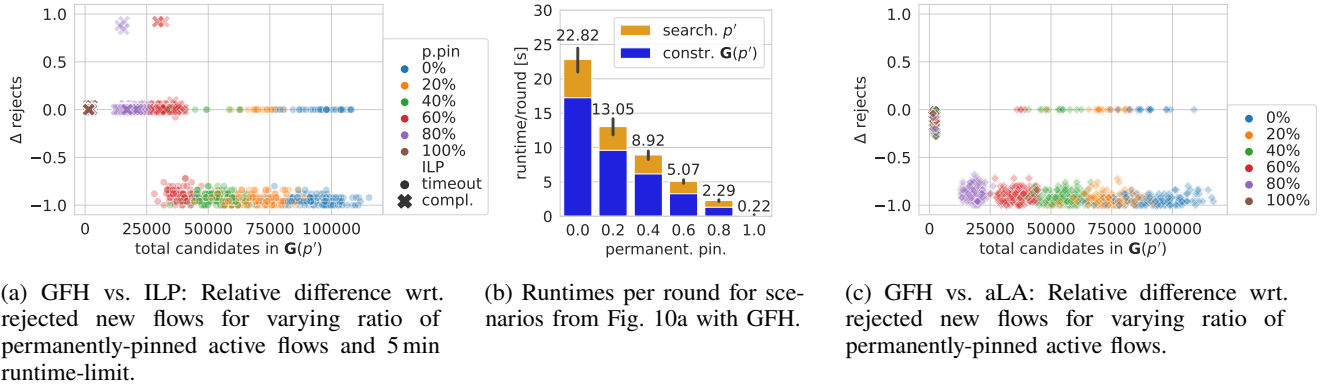 1.0
0.5
0.0
−0.5
−1.0
Δ rejects
0
25000
50000
75000
100000
total candidates in G(p′)
p.pin
0%
20%
40%
60%
80%
100%
ILP
timeout
compl.
30
25
20
15
10
5
0
runtime/round [s]
search. p′
constr. G(p′)
22.82
13.05
8.92
5.07
2.29
0.22
0.0
0.2
0.4
0.6
0.8
1.0
permanent. pin.
1.0
0.5
0.0
−0.5
−1.0
Δ rejects
0
25000
50000
75000
100000
total candidates in G(p′)
0%
20%
40%
60%
80%
100%
(a) GFH vs. ILP: Relative difference wrt.
rejected new flows for varying ratio of
permanently-pinned active flows and 5 min
runtime-limit.
(b) Runtimes per round for sce-
narios from Fig. 10a with GFH.
(c) GFH vs. aLA: Relative difference wrt.
rejected new flows for varying ratio of
permanently-pinned active flows.